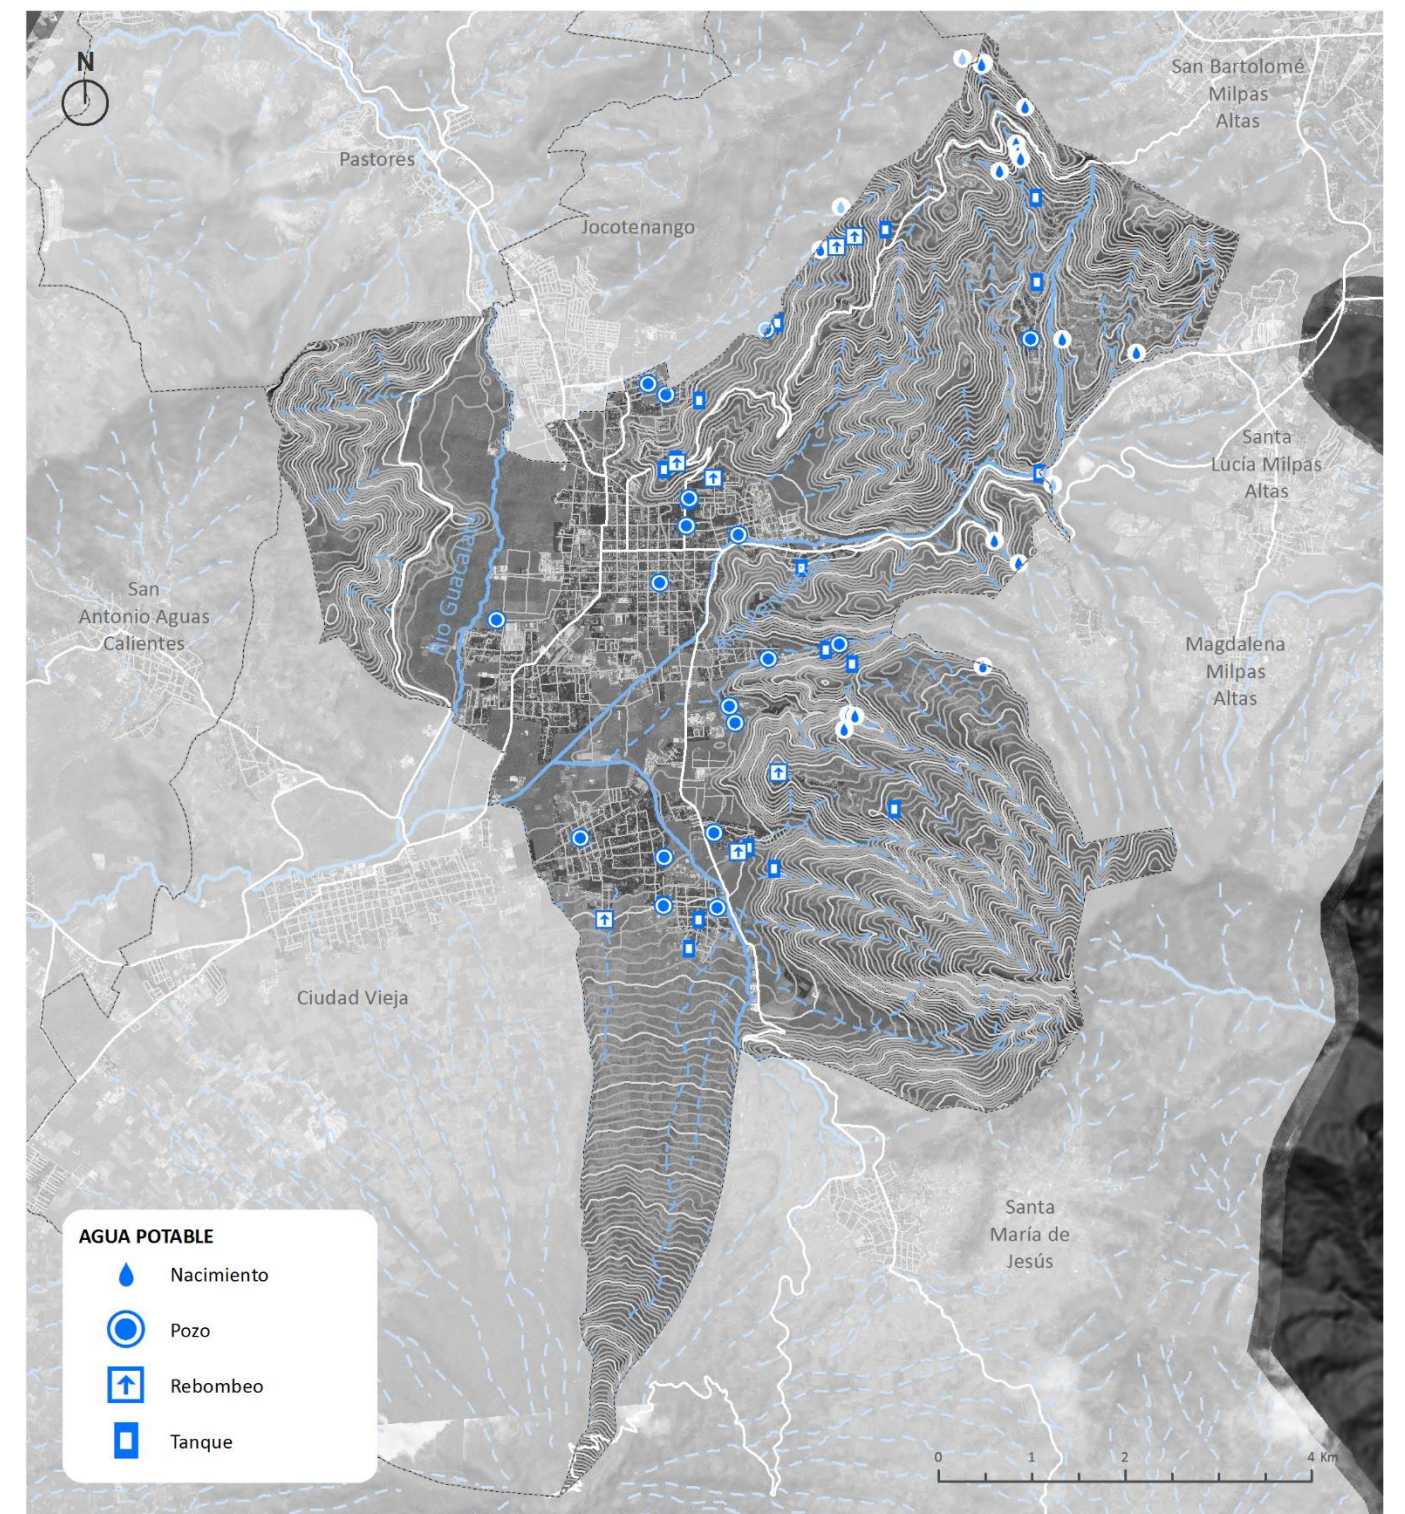 N
San Bartolomé
Milpas
Altas
Pastores
Jocotenango
Santa
Lucía Milpas
Altas
Río Guacalate
San
Antonio Aguas
Calientes
Magdalena
Milpas
Altas
Ciudad Vieja
Santa
María de
Jesús
AGUA POTABLE
Nacimiento
Pozo
Rebombeo
Tanque
0 1 2 4 Km